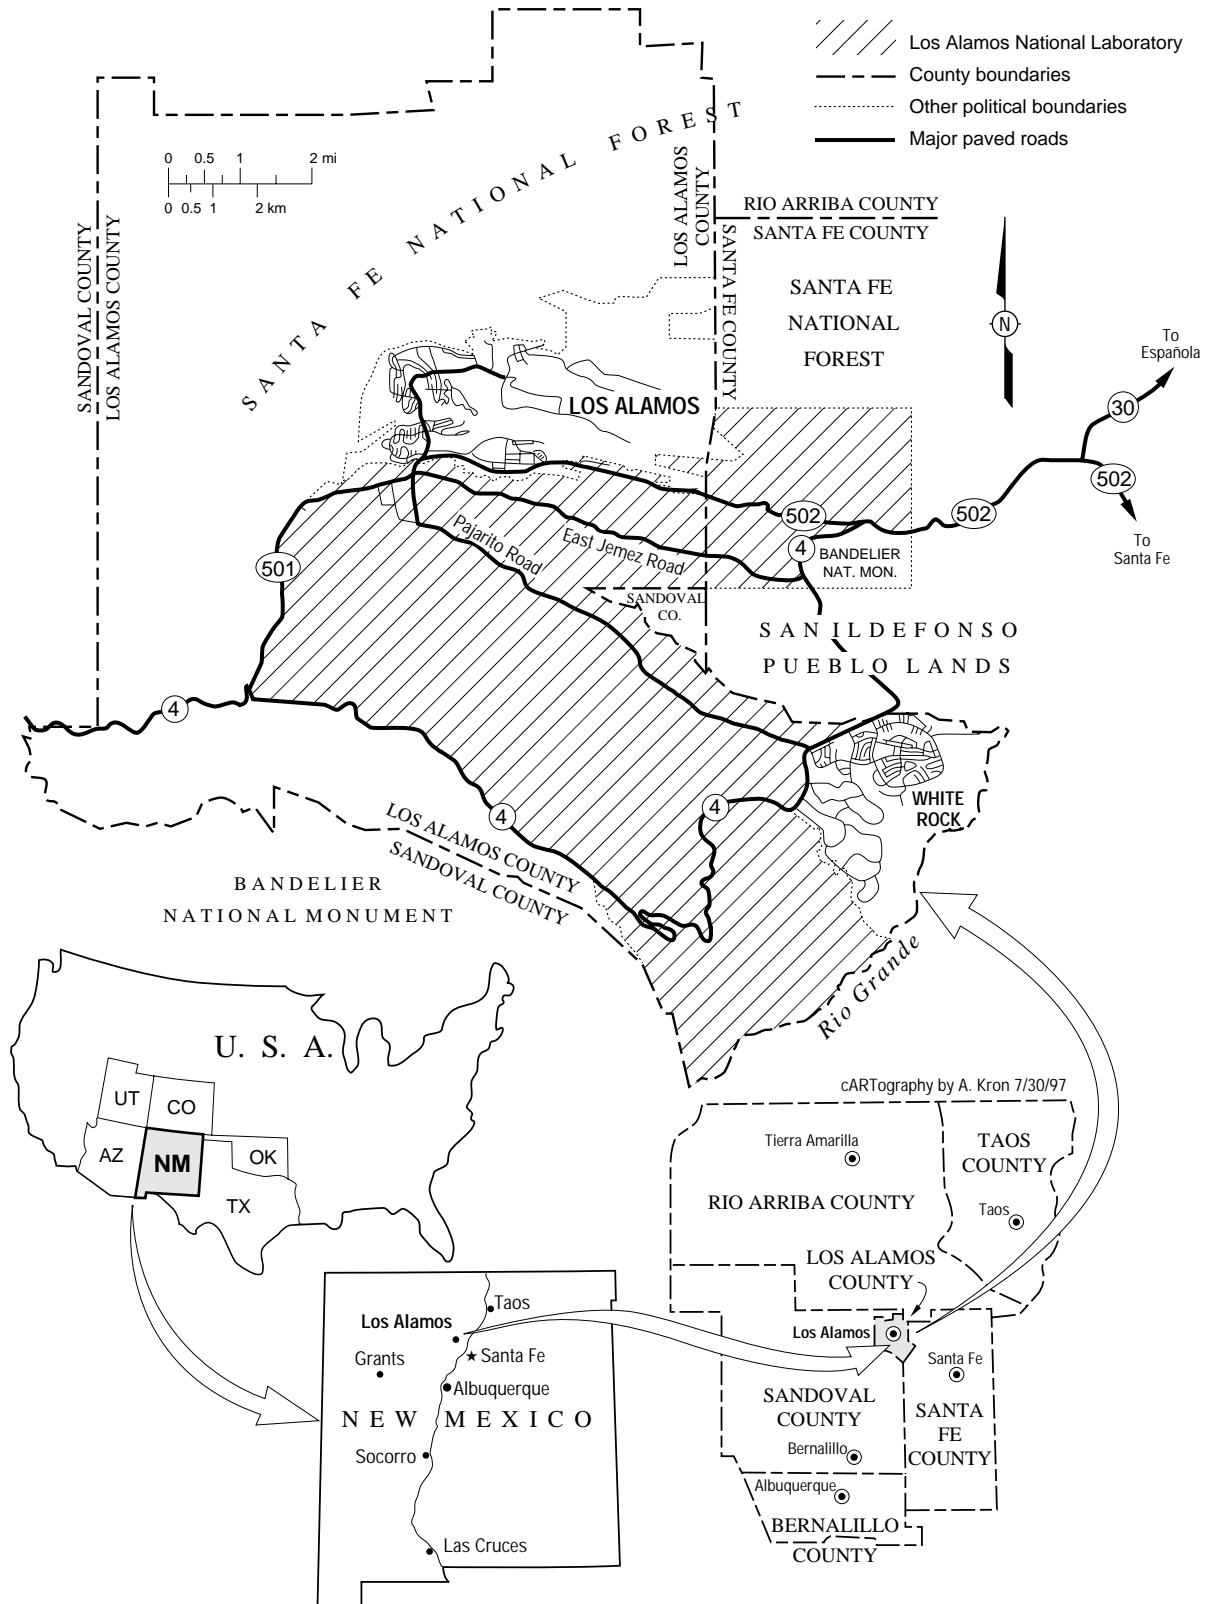 Los Alamos National Laboratory
County boundaries
Other political boundaries
Major paved roads
0 0.5 1 2 mi
0 0.5 1 2 km
SANTA FE NATIONAL FOREST
SANDOVAL COUNTY
LOS ALAMOS COUNTY
LOS ALAMOS
COUNTY
RIO ARRIBA COUNTY
SANTA FE COUNTY
SANTA FE COUNTY
SANTA FE
NATIONAL
FOREST
N
To
Española
30
LOS ALAMOS
502
502
502
To
Santa Fe
Pajarito Road
East Jemez Road
4
BANDELIER
NAT. MON.
501
SANDOVAL
CO.
SAN ILDEFONSO
PUEBLO LANDS
4
4
4
WHITE
ROCK
LOS ALAMOS COUNTY
SANDOVAL COUNTY
BANDELIER
NATIONAL MONUMENT
Rio Grande
U. S. A.
UT
CO
AZ
NM
OK
TX
cARTography by A. Kron 7/30/97
Tierra Amarilla
TAOS
COUNTY
RIO ARRIBA COUNTY
Taos
LOS ALAMOS
COUNTY
Los Alamos
Santa Fe
SANDOVAL
COUNTY
SANTA
FE
COUNTY
Bernalillo
Albuquerque
BERNALILLO
COUNTY
Taos
Los Alamos
Santa Fe
Grants
Albuquerque
NEW MEXICO
Socorro
Las Cruces